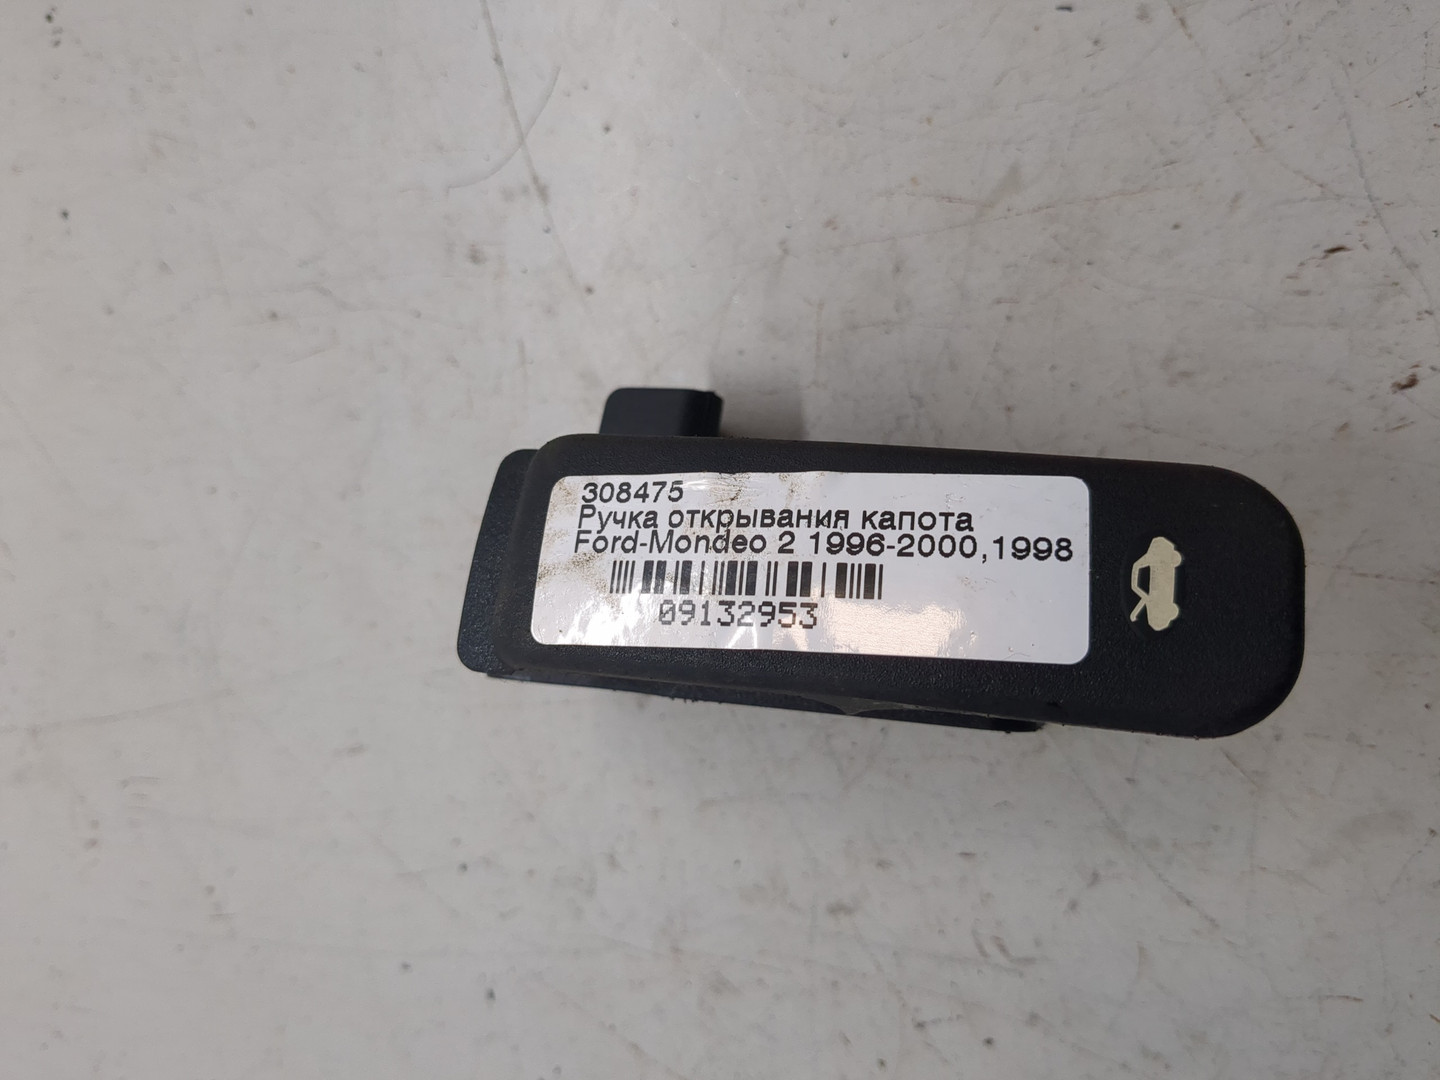 308475
Ручка открывания капота
Ford-Mondeo 2 1996-2000,1998
09132953